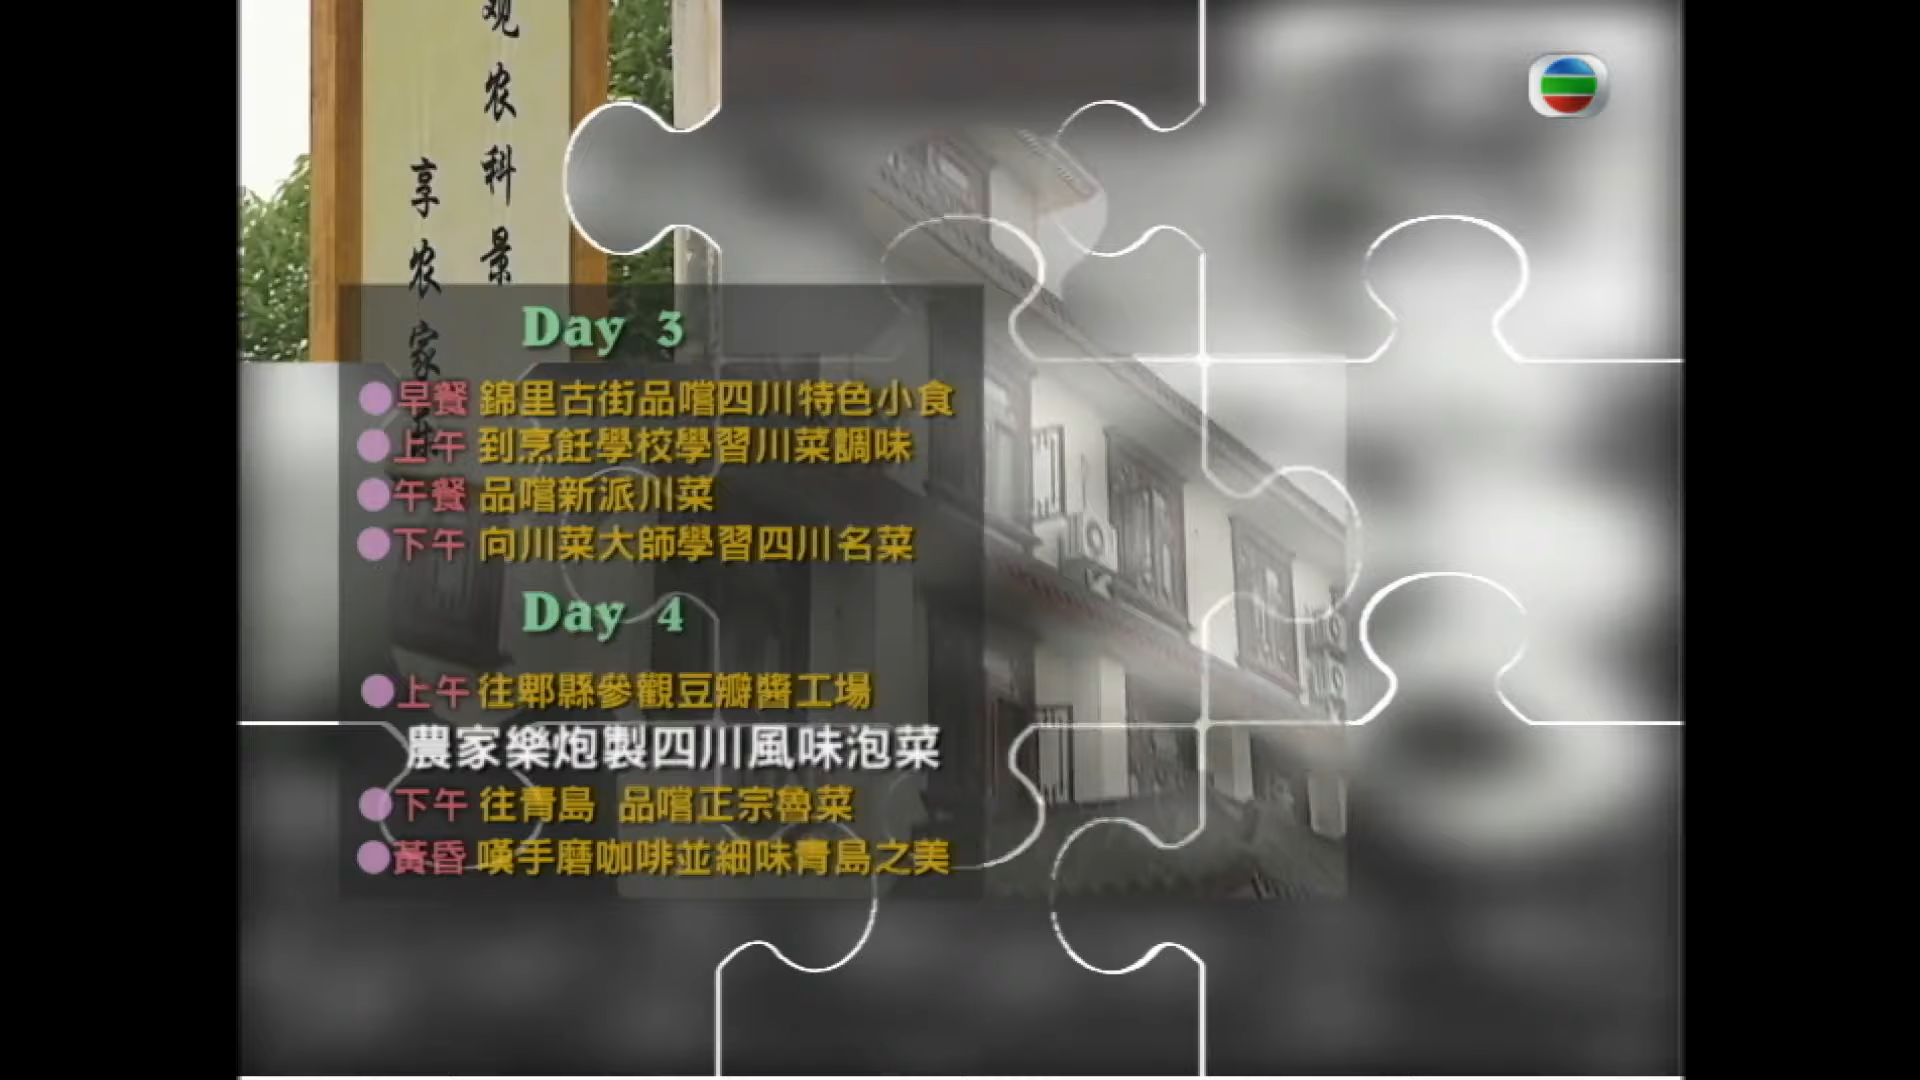 观农科景
享农家乐
Day 3
早餐 錦里古街品嚐四川特色小食
上午 到烹飪學校學習川菜調味
午餐 品嚐新派川菜
下午 向川菜大師學習四川名菜
Day 4
上午 往郫縣參觀豆瓣醬工場
農家樂炮製四川風味泡菜
下午 往青島 品嚐正宗魯菜
黃昏 嘆手磨咖啡並細味青島之美